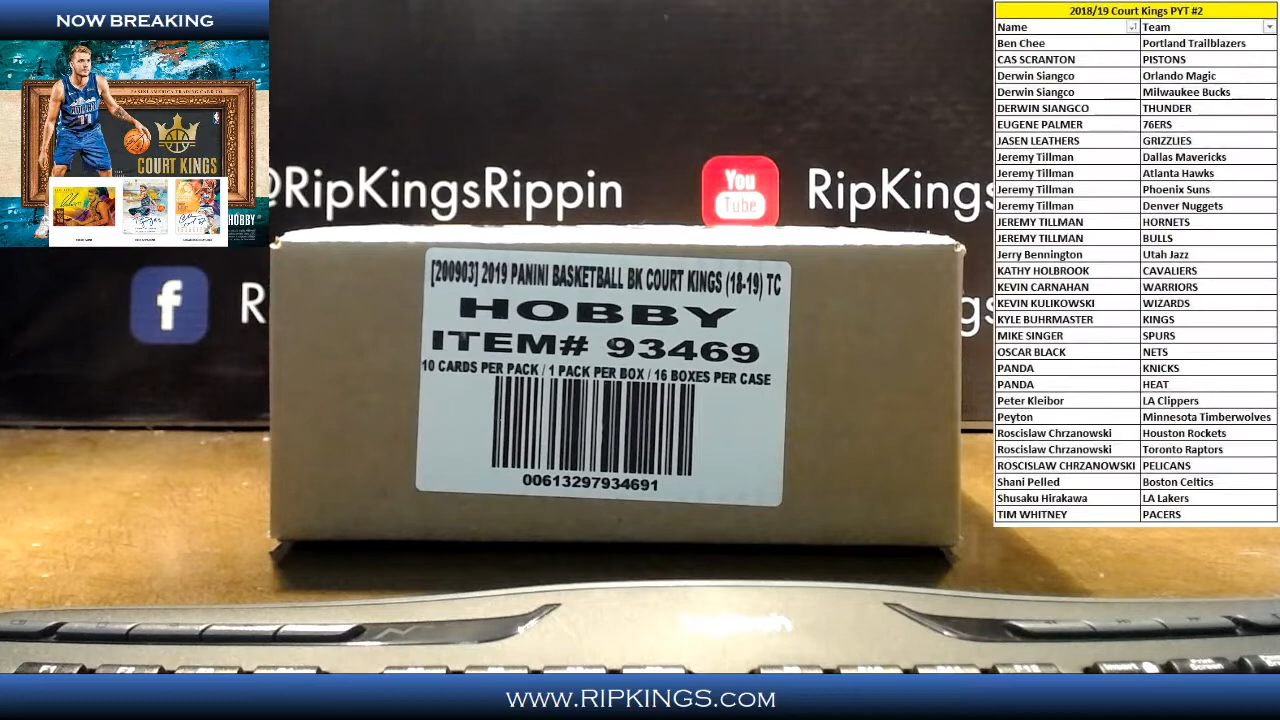 NOW BREAKING
PANINI AMERICA TRADING CARD CO.
COURT KINGS
HOBBY
@RipKingsRippin
You
Tube
RipKings
f
R
gs
[200903] 2019 PANINI BASKETBALL BK COURT KINGS (18-19) TC
HOBBY
ITEM# 93469
10 CARDS PER PACK / 1 PACK PER BOX / 16 BOXES PER CASE
00613297934691
2018/19 Court Kings PYT #2
Name Team
Ben Chee Portland Trailblazers
CAS SCRANTON PISTONS
Derwin Siangco Orlando Magic
Derwin Siangco Milwaukee Bucks
DERWIN SIANGCO THUNDER
EUGENE PALMER 76ERS
JASEN LEATHERS GRIZZLIES
Jeremy Tillman Dallas Mavericks
Jeremy Tillman Atlanta Hawks
Jeremy Tillman Phoenix Suns
Jeremy Tillman Denver Nuggets
JEREMY TILLMAN HORNETS
JEREMY TILLMAN BULLS
Jerry Bennington Utah Jazz
KATHY HOLBROOK CAVALIERS
KEVIN CARNAHAN WARRIORS
KEVIN KULIKOWSKI WIZARDS
KYLE BUHRMASTER KINGS
MIKE SINGER SPURS
OSCAR BLACK NETS
PANDA KNICKS
PANDA HEAT
Peter Kleibor LA Clippers
Peyton Minnesota Timberwolves
Roscislaw Chrzanowski Houston Rockets
Roscislaw Chrzanowski Toronto Raptors
ROSCISLAW CHRZANOWSKI PELICANS
Shani Pelled Boston Celtics
Shusaku Hirakawa LA Lakers
TIM WHITNEY PACERS
WWW.RIPKINGS.COM